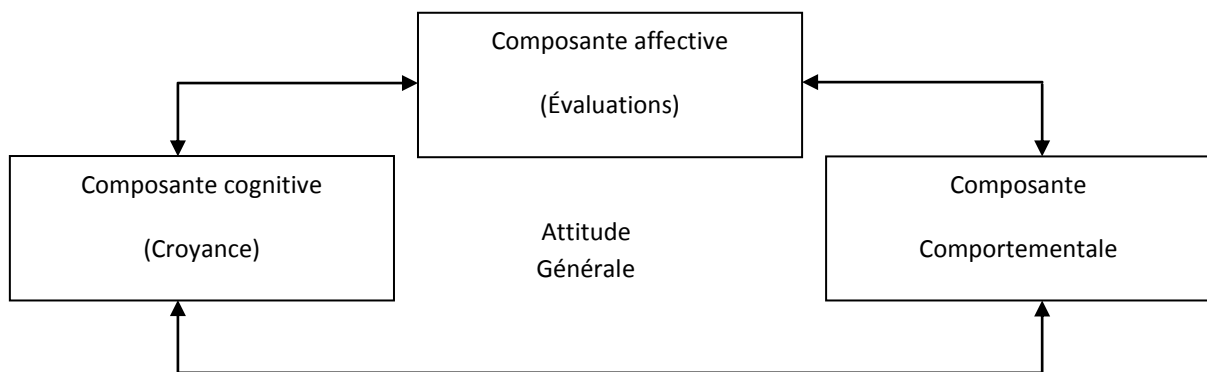 Composante affective
(Évaluations)
Composante cognitive
(Croyance)
Attitude
Générale
Composante
Comportementale